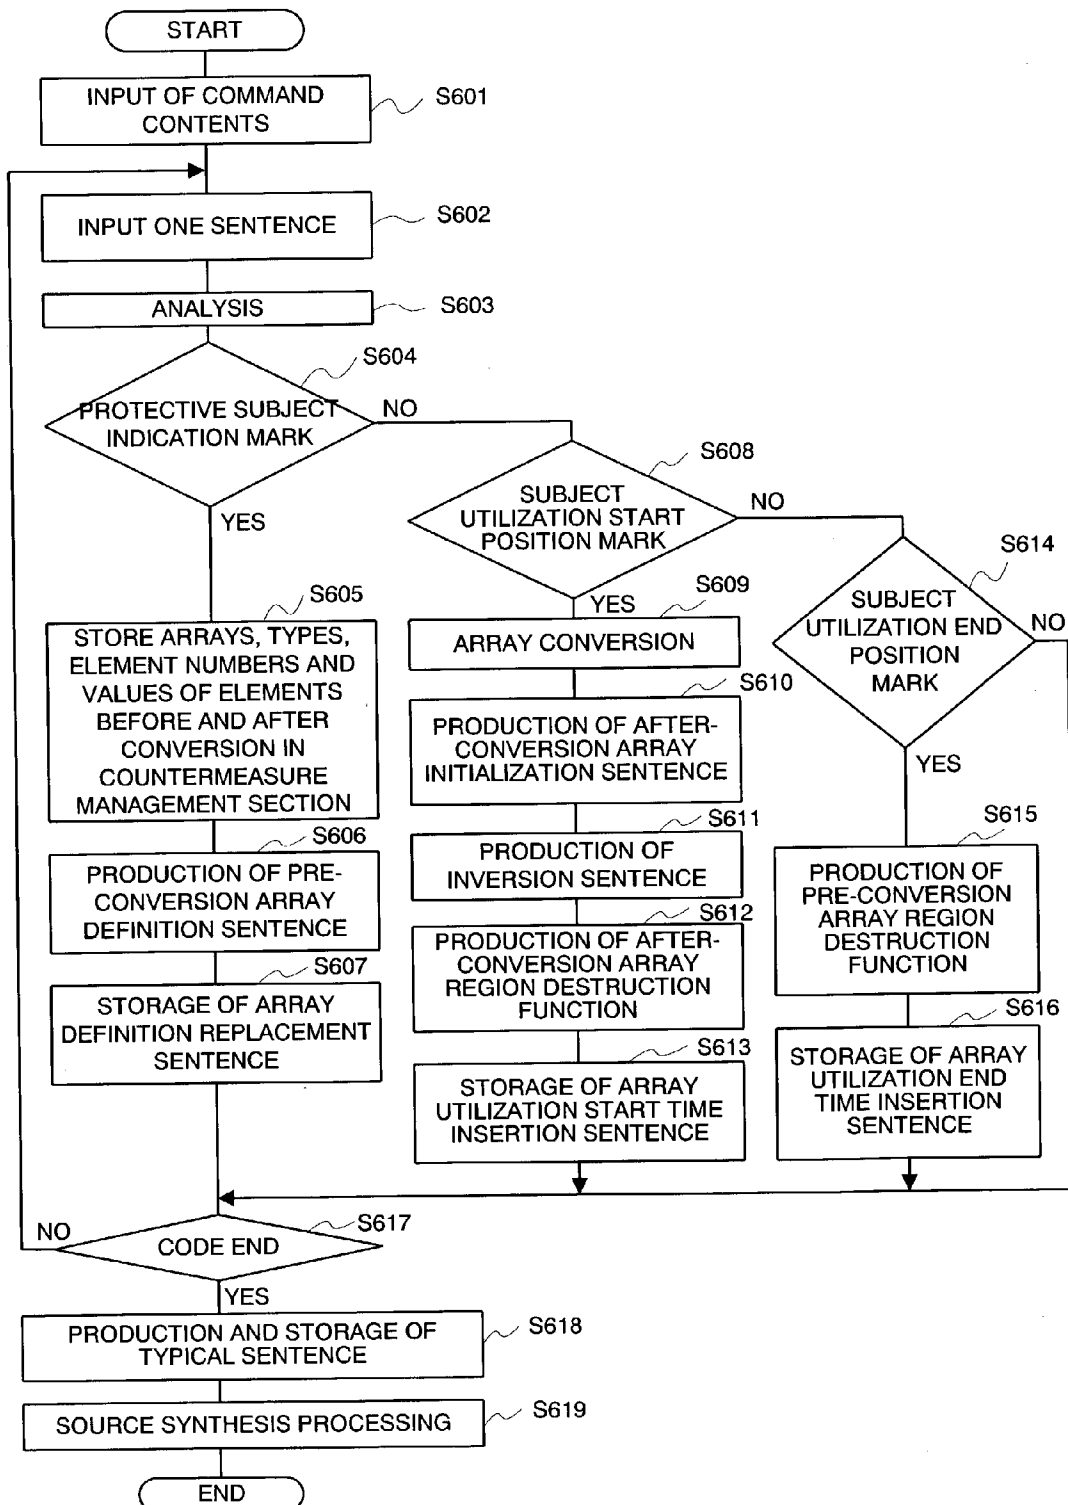 START
INPUT OF COMMAND
CONTENTS
S601
INPUT ONE SENTENCE
S602
ANALYSIS
S603
S604
PROTECTIVE SUBJECT
INDICATION MARK
NO
YES
S608
SUBJECT
UTILIZATION START
POSITION MARK
NO
YES
S614
SUBJECT
UTILIZATION END
POSITION
MARK
NO
YES
S605
STORE ARRAYS, TYPES,
ELEMENT NUMBERS AND
VALUES OF ELEMENTS
BEFORE AND AFTER
CONVERSION IN
COUNTERMEASURE
MANAGEMENT SECTION
S606
PRODUCTION OF PRE-
CONVERSION ARRAY
DEFINITION SENTENCE
S607
STORAGE OF ARRAY
DEFINITION REPLACEMENT
SENTENCE
S609
ARRAY CONVERSION
S610
PRODUCTION OF AFTER-
CONVERSION ARRAY
INITIALIZATION SENTENCE
S611
PRODUCTION OF
INVERSION SENTENCE
S612
PRODUCTION OF AFTER-
CONVERSION ARRAY
REGION DESTRUCTION
FUNCTION
S613
STORAGE OF ARRAY
UTILIZATION START TIME
INSERTION SENTENCE
S615
PRODUCTION OF
PRE-CONVERSION
ARRAY REGION
DESTRUCTION
FUNCTION
S616
STORAGE OF ARRAY
UTILIZATION END
TIME INSERTION
SENTENCE
S617
NO
CODE END
YES
PRODUCTION AND STORAGE OF
TYPICAL SENTENCE
S618
SOURCE SYNTHESIS PROCESSING
S619
END